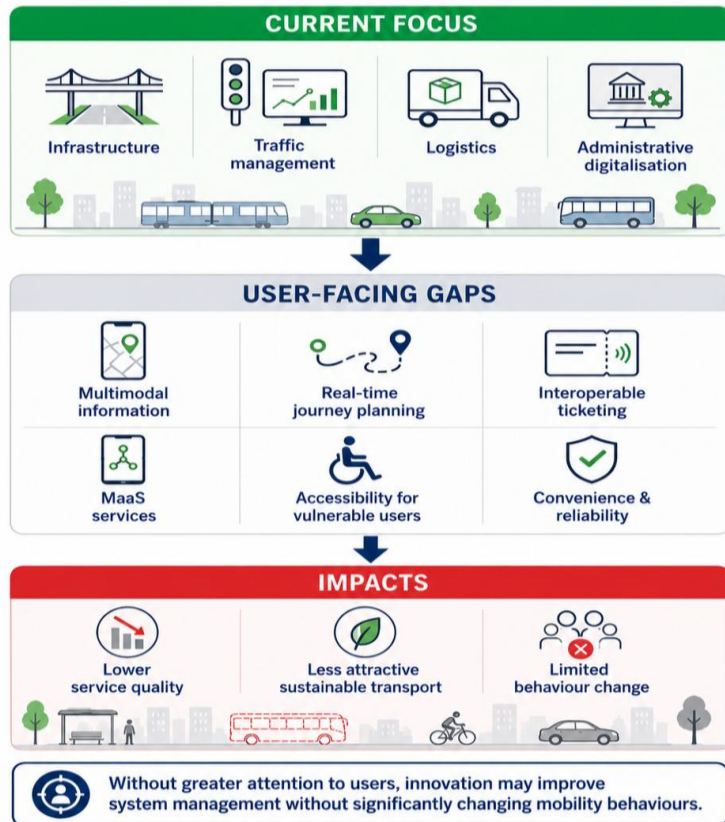 CURRENT FOCUS
Infrastructure
Traffic
management
Logistics
Administrative
digitalisation
USER-FACING GAPS
Multimodal
information
Real-time
journey planning
Interoperable
ticketing
MaaS
services
Accessibility for
vulnerable users
Convenience &
reliability
IMPACTS
Lower
service quality
Less attractive
sustainable transport
Limited
behaviour change
Without greater attention to users, innovation may improve
system management without significantly changing mobility behaviours.